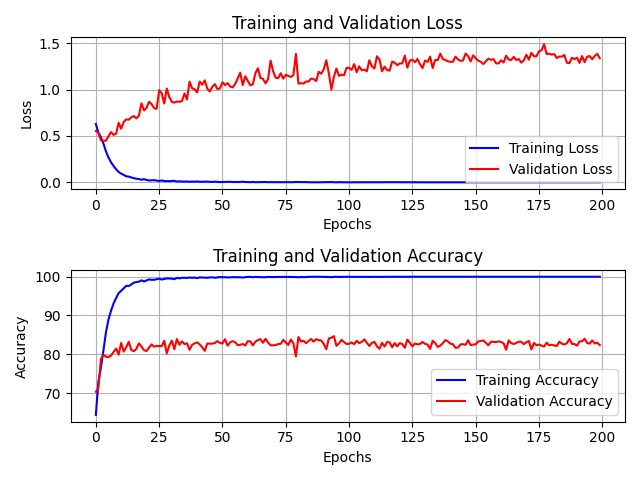 Training and Validation Loss
1.5
1.0
0.5
0.0
Loss
Training Loss
Validation Loss
0 25 50 75 100 125 150 175 200
Epochs
Training and Validation Accuracy
100
90
80
70
Accuracy
Training Accuracy
Validation Accuracy
0 25 50 75 100 125 150 175 200
Epochs